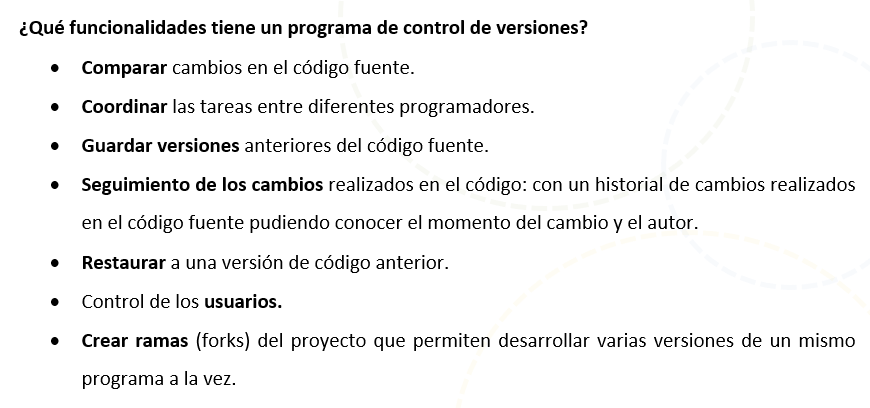 ¿Qué funcionalidades tiene un programa de control de versiones?
• Comparar cambios en el código fuente.
• Coordinar las tareas entre diferentes programadores.
• Guardar versiones anteriores del código fuente.
• Seguimiento de los cambios realizados en el código: con un historial de cambios realizados
en el código fuente pudiendo conocer el momento del cambio y el autor.
• Restaurar a una versión de código anterior.
• Control de los usuarios.
• Crear ramas (forks) del proyecto que permiten desarrollar varias versiones de un mismo
programa a la vez.